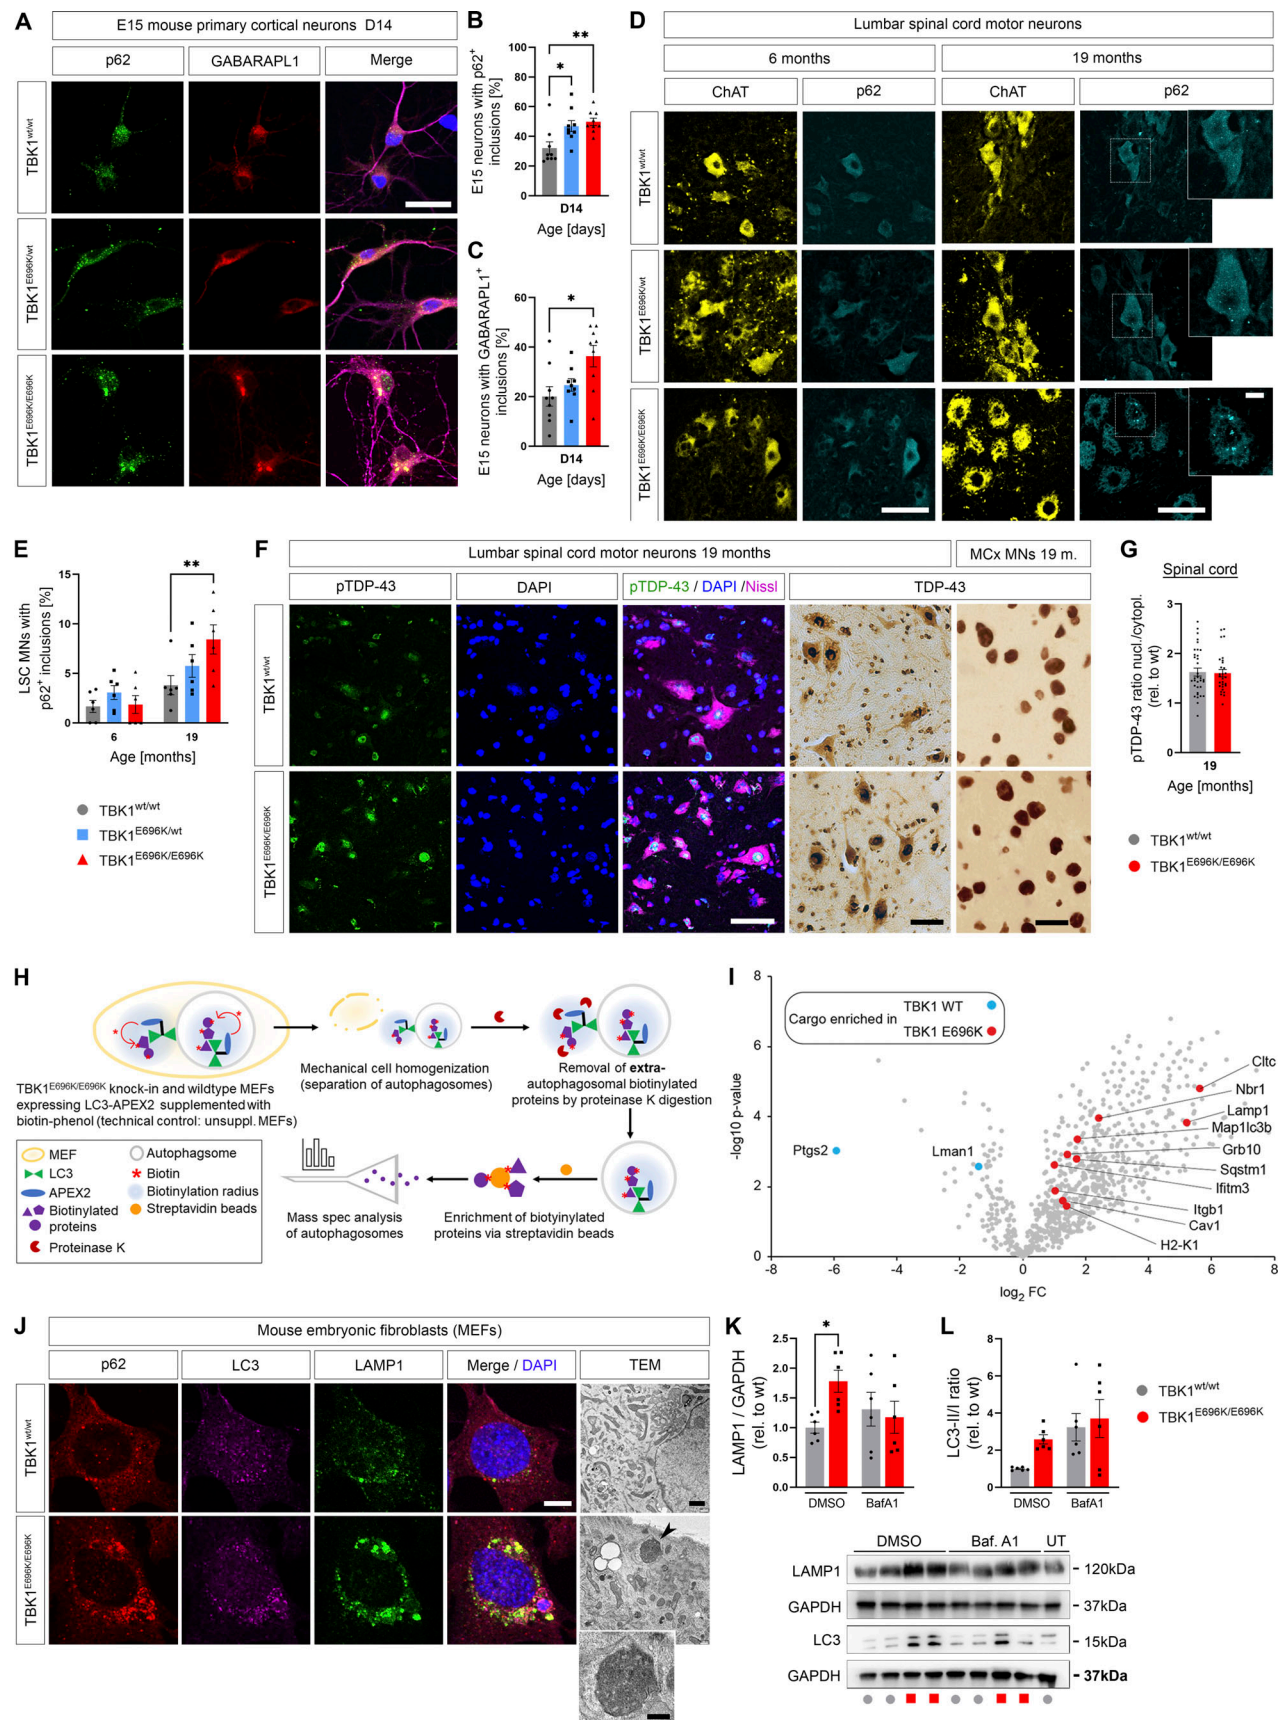 A
E15 mouse primary cortical neurons D14
p62 GABARAPL1 Merge
TBK1wt/wt
TBK1E696K/wt
TBK1E696K/E696K
B
E15 neurons with p62+
inclusions [%]
**
*
100
80
60
40
20
0
D14
Age [days]
C
E15 neurons with GABARAPL1+
inclusions [%]
*
60
40
20
0
D14
Age [days]
D
Lumbar spinal cord motor neurons
6 months 19 months
ChAT p62 ChAT p62
TBK1wt/wt
TBK1E696K/wt
TBK1E696K/E696K
E
LSC MNs with
p62+ inclusions [%]
**
15
10
5
0
6 19
Age [months]
TBK1wt/wt
TBK1E696K/wt
TBK1E696K/E696K
F
Lumbar spinal cord motor neurons 19 months MCx MNs 19 m.
pTDP-43 DAPI pTDP-43 / DAPI /Nissl TDP-43
TBK1wt/wt
TBK1E696K/E696K
G
Spinal cord
pTDP-43 ratio nucl./cytopl.
(rel. to wt)
3
2
1
0
19
Age [months]
TBK1wt/wt
TBK1E696K/E696K
H
TBK1E696K/E696K knock-in and wildtype MEFs
expressing LC3-APEX2 supplemented with
biotin-phenol (technical control: unsuppl. MEFs)
Mechanical cell homogenization
(separation of autophagosomes)
Removal of extra-
autophagosomal biotinylated
proteins by proteinase K digestion
Mass spec analysis
of autophagosomes
Enrichment of biotyinylated
proteins via streptavidin beads
MEF
LC3
APEX2
Biotinylated
proteins
Proteinase K
Autophagsome
Biotin
Biotinylation radius
Streptavidin beads
I
Cargo enriched in
TBK1 WT
TBK1 E696K
-log10 p-value
8
6
4
2
0
-8 -6 -4 -2 0 2 4 6 8
log2 FC
Ptgs2
Lman1
Cltc
Nbr1
Lamp1
Map1lc3b
Grb10
Sqstm1
Ifitm3
Itgb1
Cav1
H2-K1
J
Mouse embryonic fibroblasts (MEFs)
p62 LC3 LAMP1 Merge / DAPI TEM
TBK1wt/wt
TBK1E696K/E696K
K
LAMP1 / GAPDH
(rel. to wt)
*
2.5
2.0
1.5
1.0
0.5
0.0
DMSO BafA1
L
LC3-II/I ratio
(rel. to wt)
8
6
4
2
0
DMSO BafA1
TBK1wt/wt
TBK1E696K/E696K
DMSO Baf. A1 UT
LAMP1 - 120kDa
GAPDH - 37kDa
LC3 - 15kDa
GAPDH - 37kDa